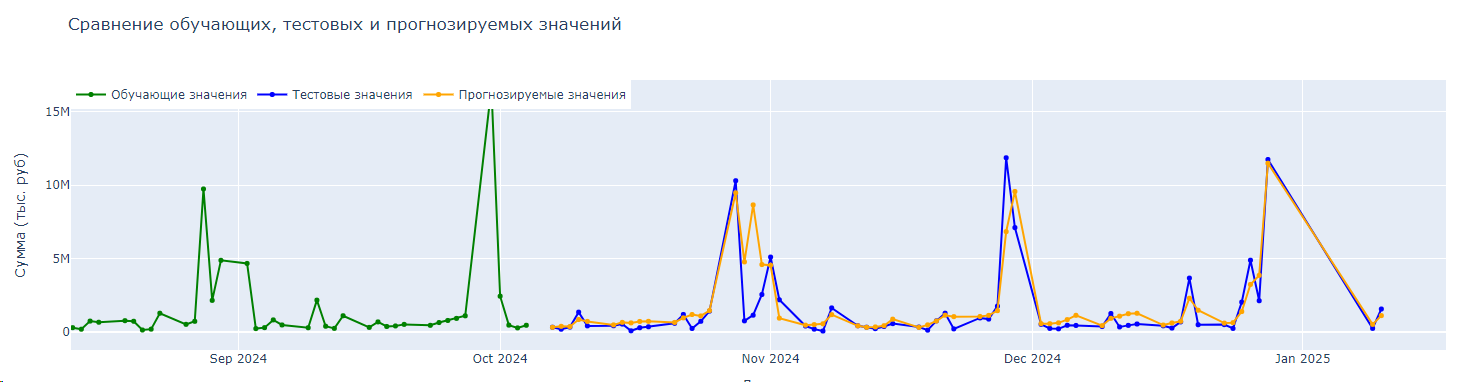 Сравнение обучающих, тестовых и прогнозируемых значений
Обучающие значения Тестовые значения Прогнозируемые значения
Сумма (тыс. руб)
15M
10M
5M
0
Sep 2024 Oct 2024 Nov 2024 Dec 2024 Jan 2025